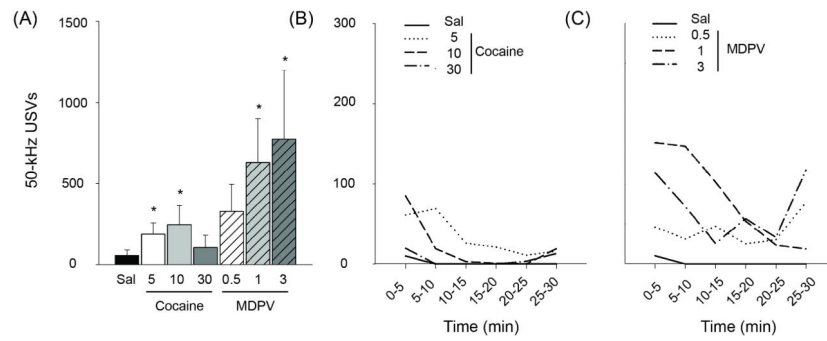 (A)
1500
1000
500
0
50-kHz USVs
*
*
*
*
Sal
5
10
30
0.5
1
3
Cocaine
MDPV
(B)
300
200
100
0
Sal
5
10
30
Cocaine
0-5
5-10
10-15
15-20
20-25
25-30
Time (min)
(C)
Sal
0.5
1
3
MDPV
0-5
5-10
10-15
15-20
20-25
25-30
Time (min)